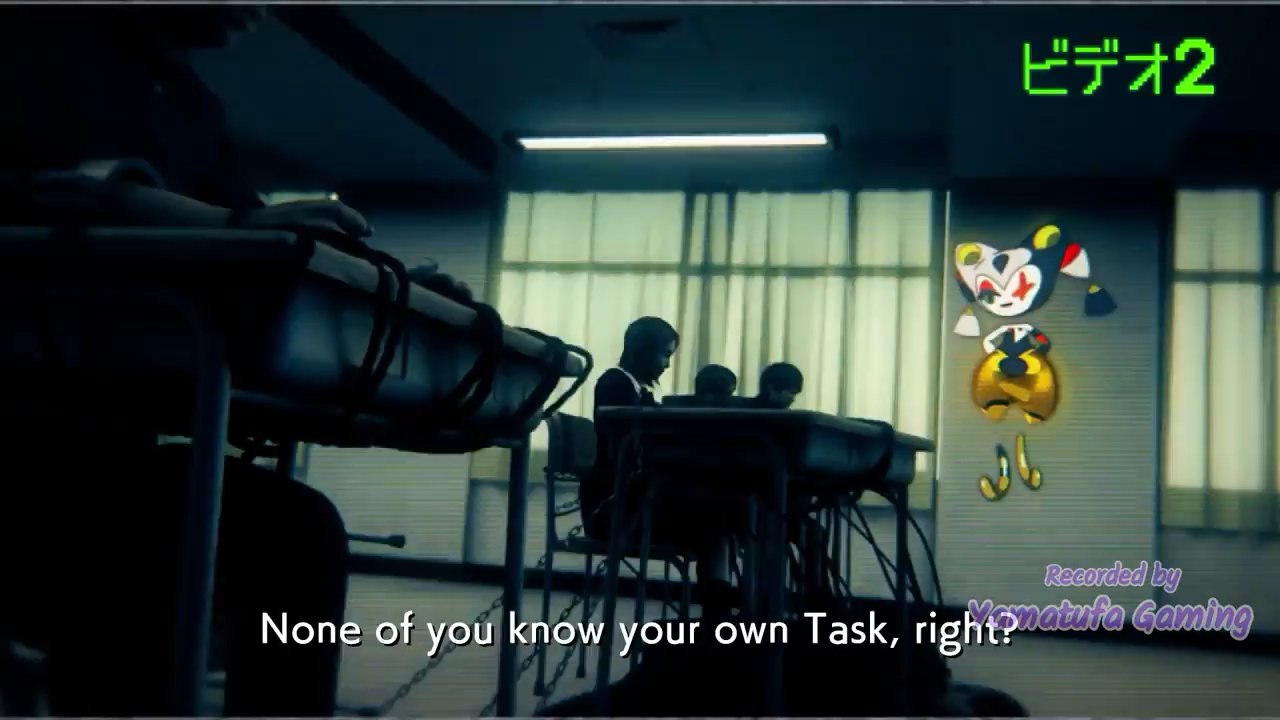 ビデオ2
Recorded by
Yamatufa Gaming
None of you know your own Task, right?